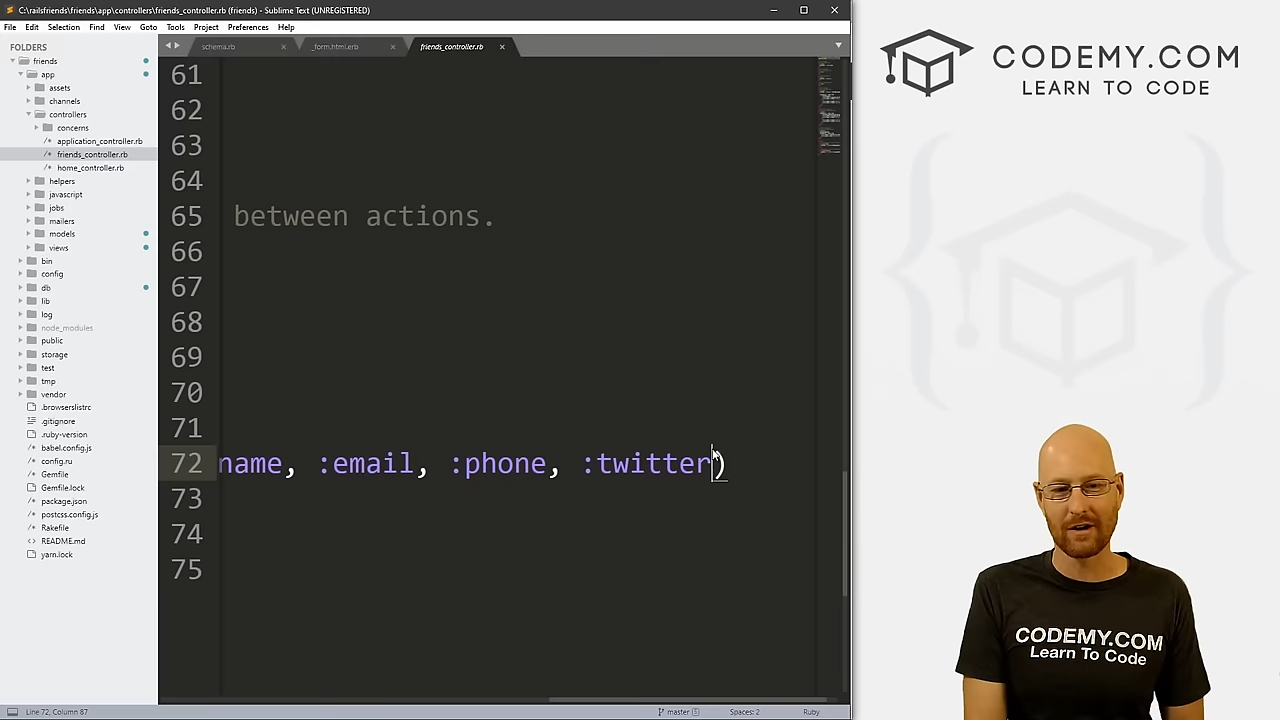 C:\railsfriends\friends\app\controllers\friends_controller.rb (friends) - Sublime Text (UNREGISTERED)
File Edit Selection Find View Goto Tools Project Preferences Help
FOLDERS
friends
app
assets
channels
controllers
concerns
application_controller.rb
friends_controller.rb
home_controller.rb
helpers
javascript
jobs
mailers
models
views
bin
config
db
lib
log
node_modules
public
storage
test
tmp
vendor
.browserslistrc
.gitignore
.ruby-version
babel.config.js
config.ru
Gemfile
Gemfile.lock
package.json
postcss.config.js
Rakefile
README.md
yarn.lock
schema.rb
_form.html.erb
friends_controller.rb
61
62
63
64
65 between actions.
66
67
68
69
70
71
72 name, :email, :phone, :twitter)
73
74
75
Line 72, Column 87
master
Spaces: 2
Ruby
CODEMY.COM
LEARN TO CODE
CODEMY.COM
Learn To Code